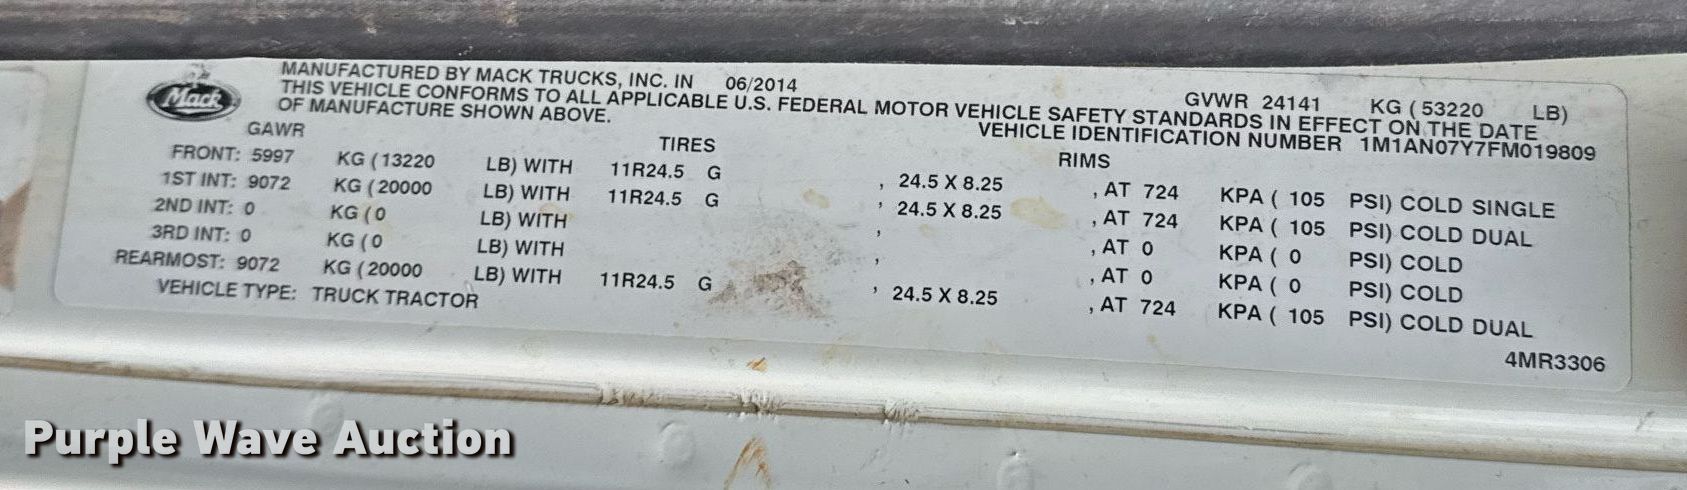 Mack
MANUFACTURED BY MACK TRUCKS, INC. IN 06/2014 GVWR 24141 KG ( 53220 LB)
THIS VEHICLE CONFORMS TO ALL APPLICABLE U.S. FEDERAL MOTOR VEHICLE SAFETY STANDARDS IN EFFECT ON THE DATE
OF MANUFACTURE SHOWN ABOVE. VEHICLE IDENTIFICATION NUMBER 1M1AN07Y7FM019809
GAWR TIRES RIMS
FRONT: 5997 KG ( 13220 LB) WITH 11R24.5 G , 24.5 X 8.25 , AT 724 KPA ( 105 PSI) COLD SINGLE
1ST INT: 9072 KG ( 20000 LB) WITH 11R24.5 G , 24.5 X 8.25 , AT 724 KPA ( 105 PSI) COLD DUAL
2ND INT: 0 KG ( 0 LB) WITH , , AT 0 KPA ( 0 PSI) COLD
3RD INT: 0 KG ( 0 LB) WITH , , AT 0 KPA ( 0 PSI) COLD
REARMOST: 9072 KG ( 20000 LB) WITH 11R24.5 G , 24.5 X 8.25 , AT 724 KPA ( 105 PSI) COLD DUAL
VEHICLE TYPE: TRUCK TRACTOR
4MR3306
Purple Wave Auction